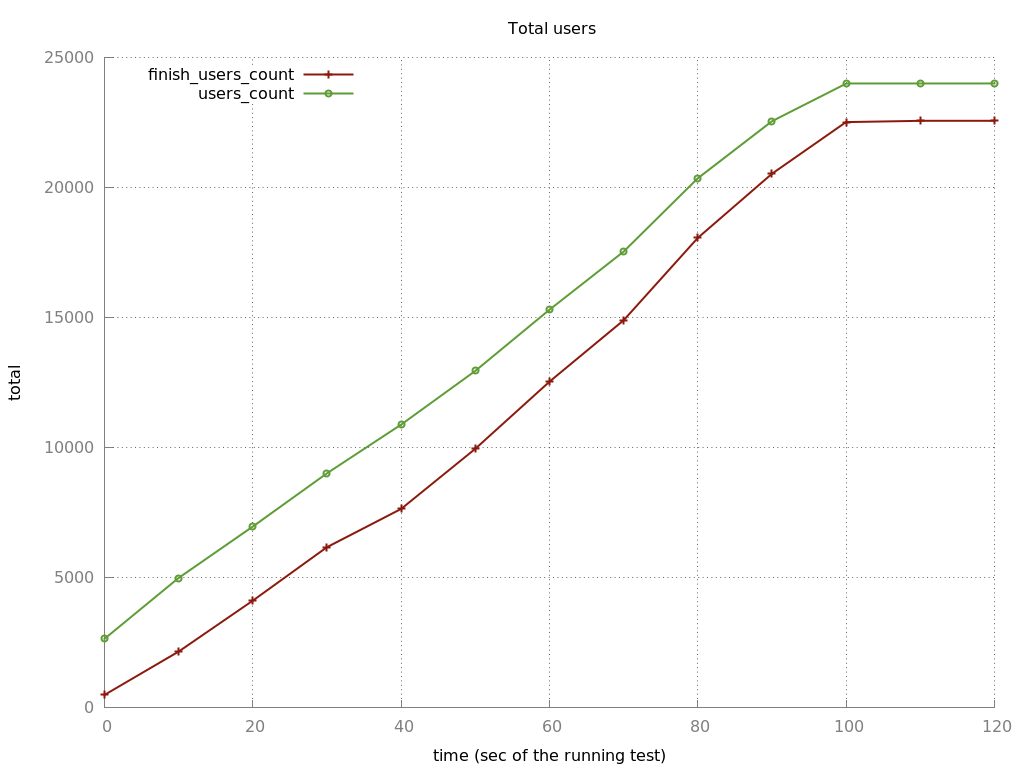 Total users
25000
finish_users_count
users_count
20000
15000
total
10000
5000
0
0 20 40 60 80 100 120
time (sec of the running test)